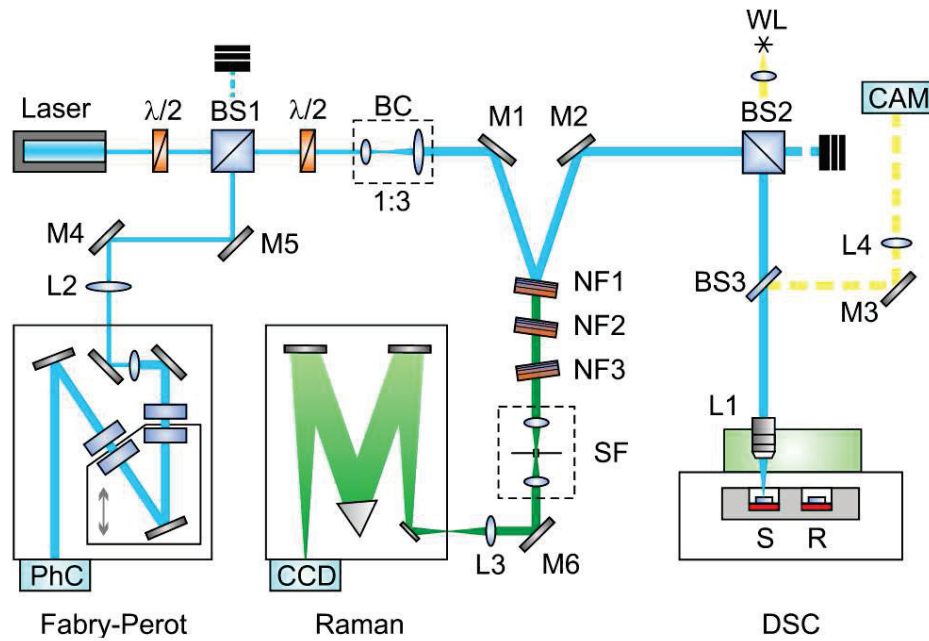 WL
Laser
λ/2
BS1
λ/2
BC
M1
M2
BS2
CAM
1:3
M4
M5
L2
NF1
NF2
NF3
BS3
L4
M3
L1
SF
S
R
L3
M6
PhC
CCD
Fabry-Perot
Raman
DSC